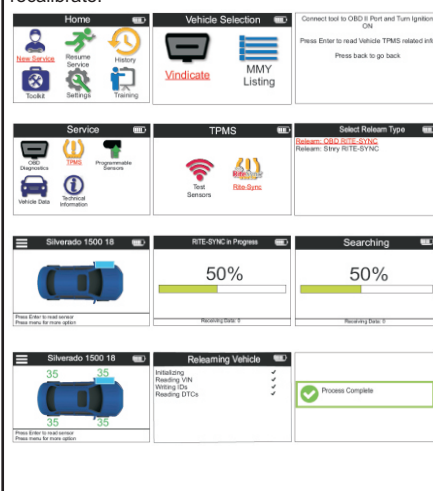 recalibrate.
Home
New Service
Resume
Service
History
Toolkit
Settings
Training
Vehicle Selection
Vindicate
MMY
Listing
Connect tool to OBD II Port and Turn Ignition
ON
Press Enter to read Vehicle TPMS related inf
Press back to go back
Service
OBD
Diagnostics
TPMS
Programmable
Sensors
Vehicle Data
Technical
Information
TPMS
Test
Sensors
Rite-Sync
Select Relearn Type
Relearn: OBD RITE-SYNC
Relearn: Stnry RITE-SYNC
Silverado 1500 18
Press Enter to read sensor
Press menu for more option
RITE-SYNC in Progress
50%
Receiving Data: 0
Searching
50%
Receiving Data: 0
Silverado 1500 18
35 35
35 35
Press Enter to read sensor
Press menu for more option
Relearning Vehicle
Initializing
Reading VIN
Writing IDs
Reading DTCs
Process Complete